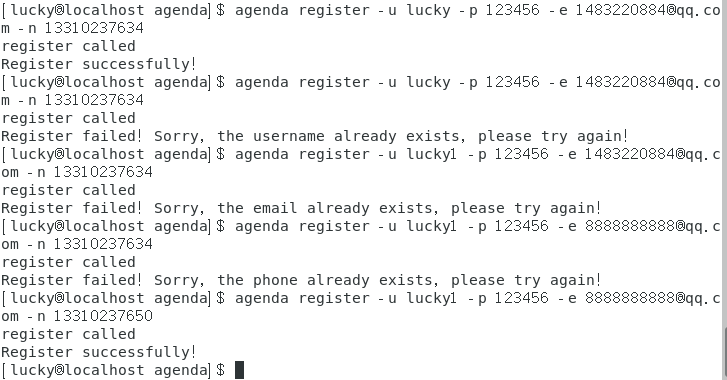 [lucky@localhost agenda]$ agenda register -u lucky -p 123456 -e 1483220884@qq.co
m -n 13310237634
register called
Register successfully!
[lucky@localhost agenda]$ agenda register -u lucky -p 123456 -e 1483220884@qq.co
m -n 13310237634
register called
Register failed! Sorry, the username already exists, please try again!
[lucky@localhost agenda]$ agenda register -u lucky1 -p 123456 -e 1483220884@qq.c
om -n 13310237634
register called
Register failed! Sorry, the email already exists, please try again!
[lucky@localhost agenda]$ agenda register -u lucky1 -p 123456 -e 8888888888@qq.c
om -n 13310237634
register called
Register failed! Sorry, the phone already exists, please try again!
[lucky@localhost agenda]$ agenda register -u lucky1 -p 123456 -e 8888888888@qq.c
om -n 13310237650
register called
Register successfully!
[lucky@localhost agenda]$